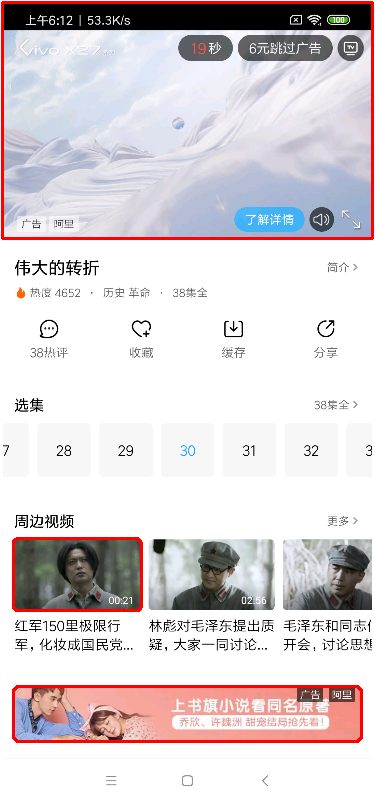 上午6:12 | 53.3K/s
100
vivo X27
19秒
6元跳过广告
TV
广告 阿里
了解详情
伟大的转折
简介 >
热度 4652 · 历史 革命 · 38集全
38热评
收藏
缓存
分享
选集
38集全 >
7
28
29
30
31
32
3
周边视频
更多 >
00:21
02:56
红军150里极限行
军，化妆成国民党...
林彪对毛泽东提出质
疑，大家一同讨论...
毛泽东和同志们
开会，讨论思想
广告 阿里
上书旗小说看同名原著
乔欣、许魏洲 甜宠结局抢先看!